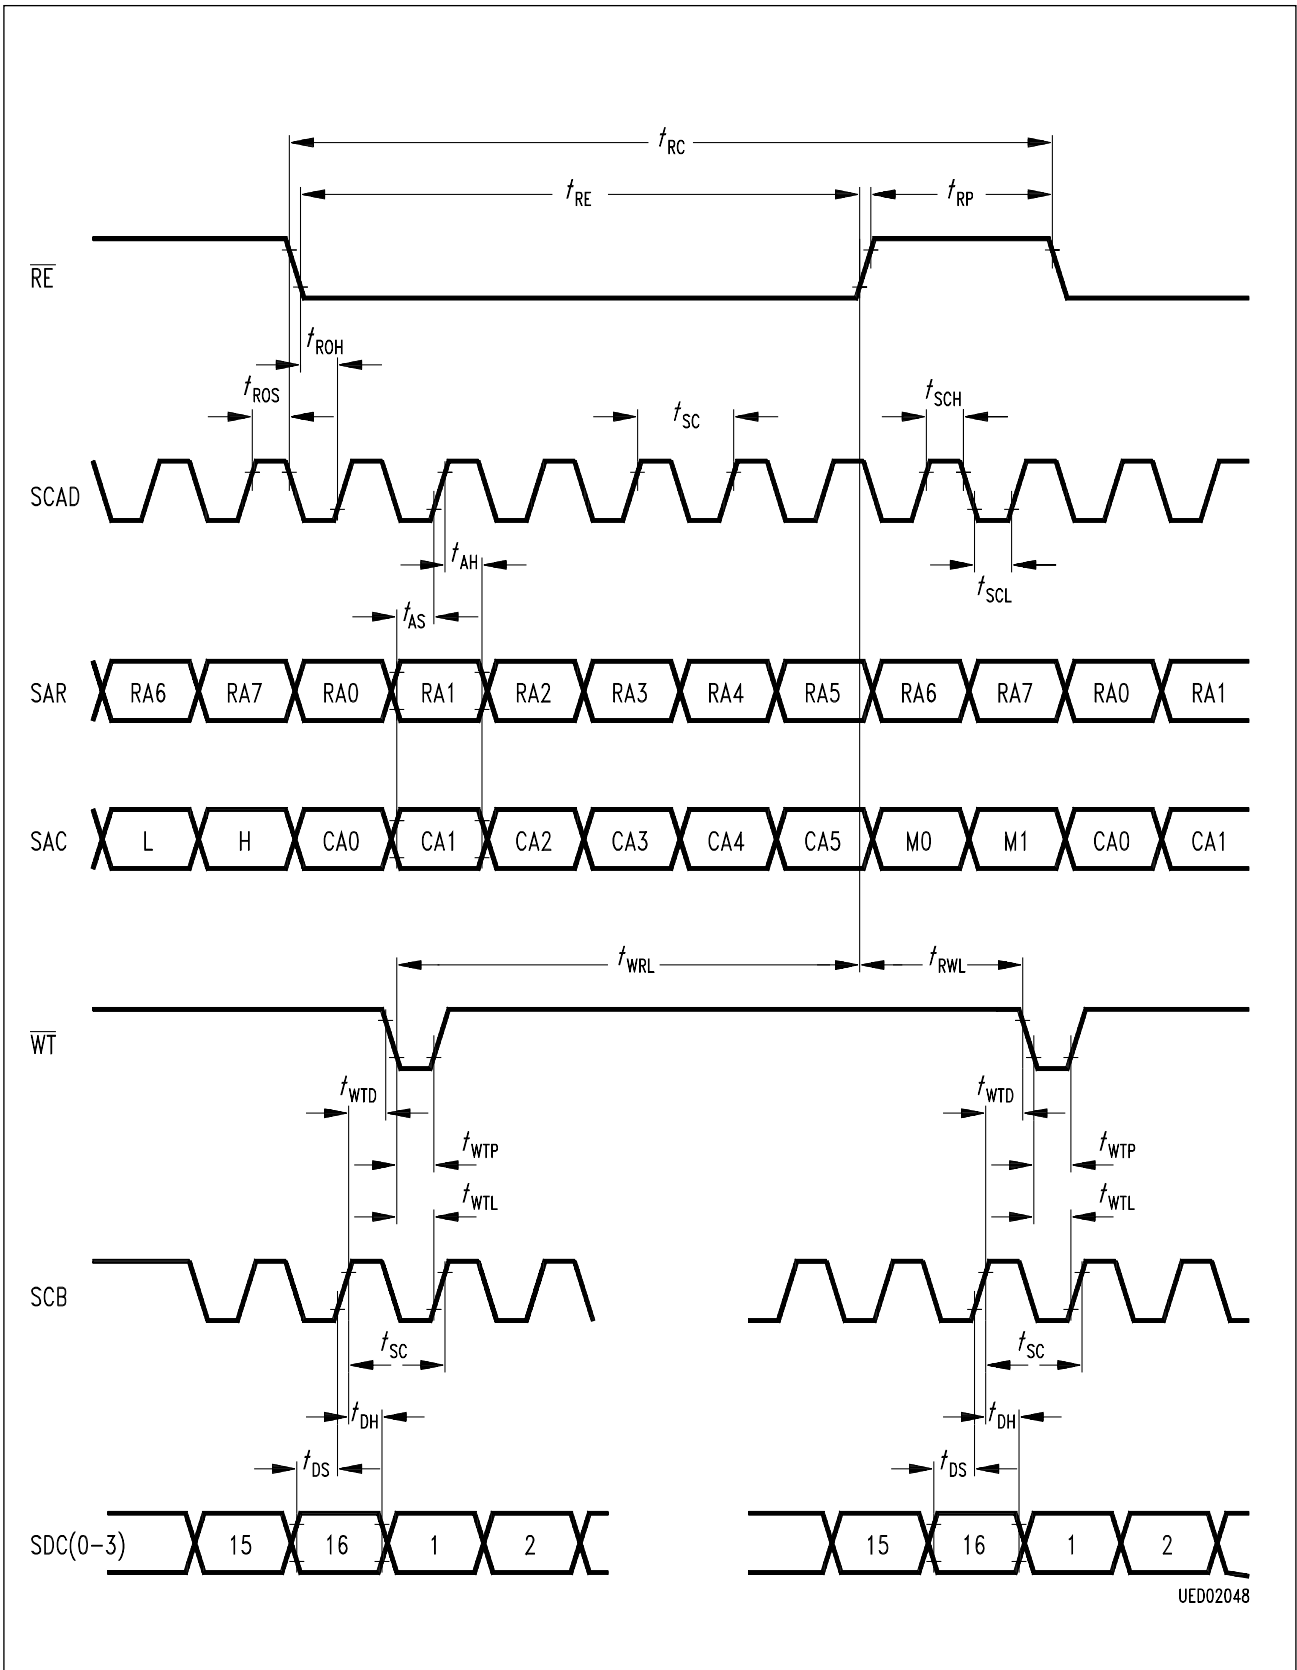 tRC
tRE
tRP
RE
tROH
tROS
tSC
tSCH
SCAD
tAH
tSCL
tAS
SAR RA6 RA7 RA0 RA1 RA2 RA3 RA4 RA5 RA6 RA7 RA0 RA1
SAC L H CA0 CA1 CA2 CA3 CA4 CA5 M0 M1 CA0 CA1
tWRL tRWL
WT
tWTD tWTD
tWTP tWTP
tWTL tWTL
SCB
tSC tSC
tDH tDH
tDS tDS
SDC(0-3) 15 16 1 2 15 16 1 2
UED02048